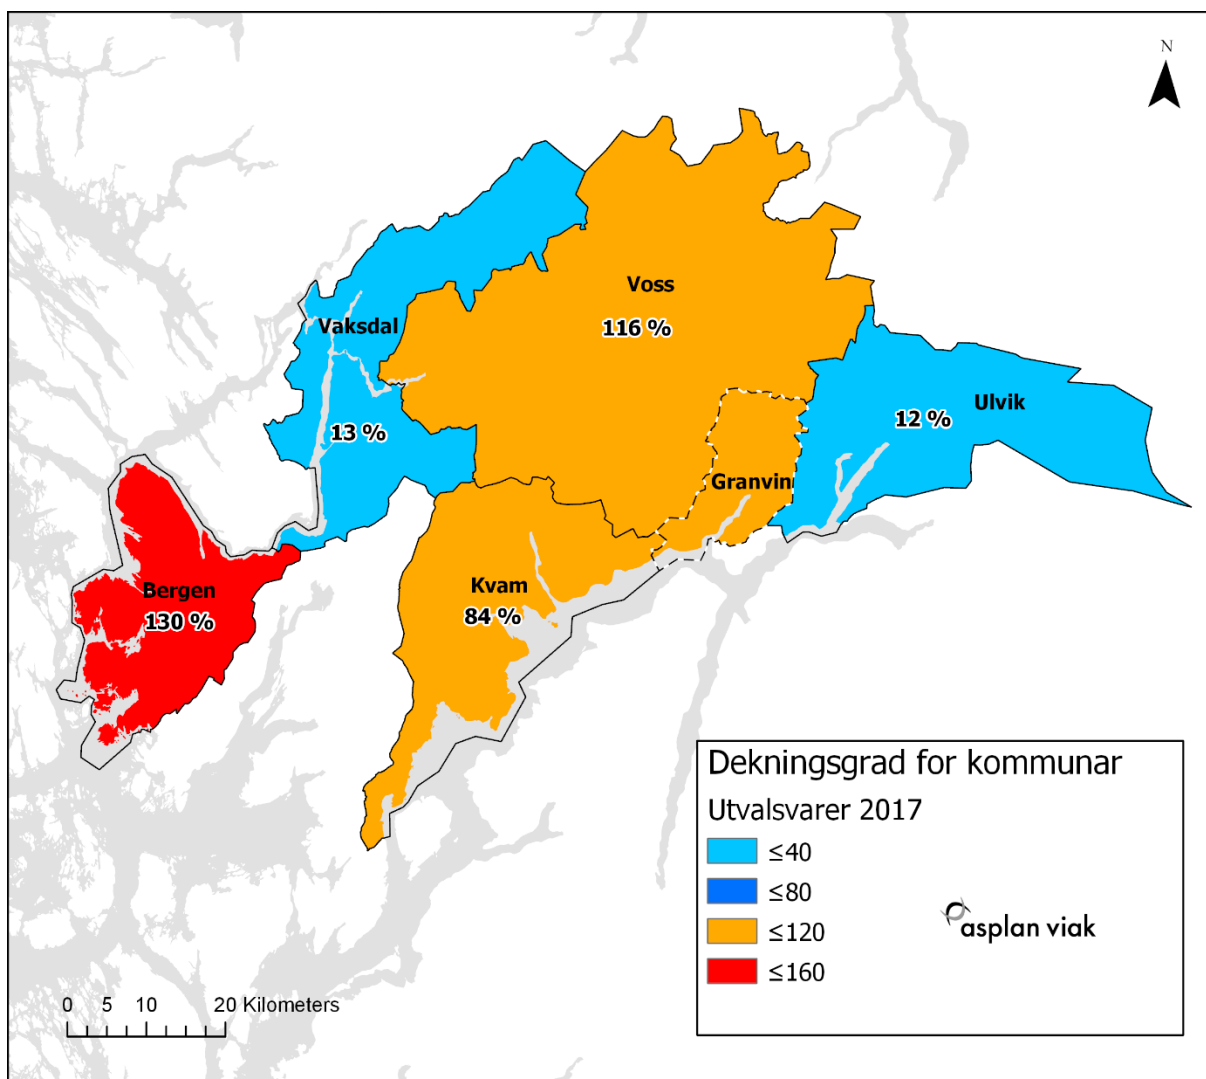 N
Voss
116 %
Vaksdal
13 %
Ulvik
12 %
Granvin
Bergen
130 %
Kvam
84 %
Dekningsgrad for kommunar
Utvalsvarer 2017
≤40
≤80
≤120
≤160
asplan viak
0 5 10 20 Kilometers